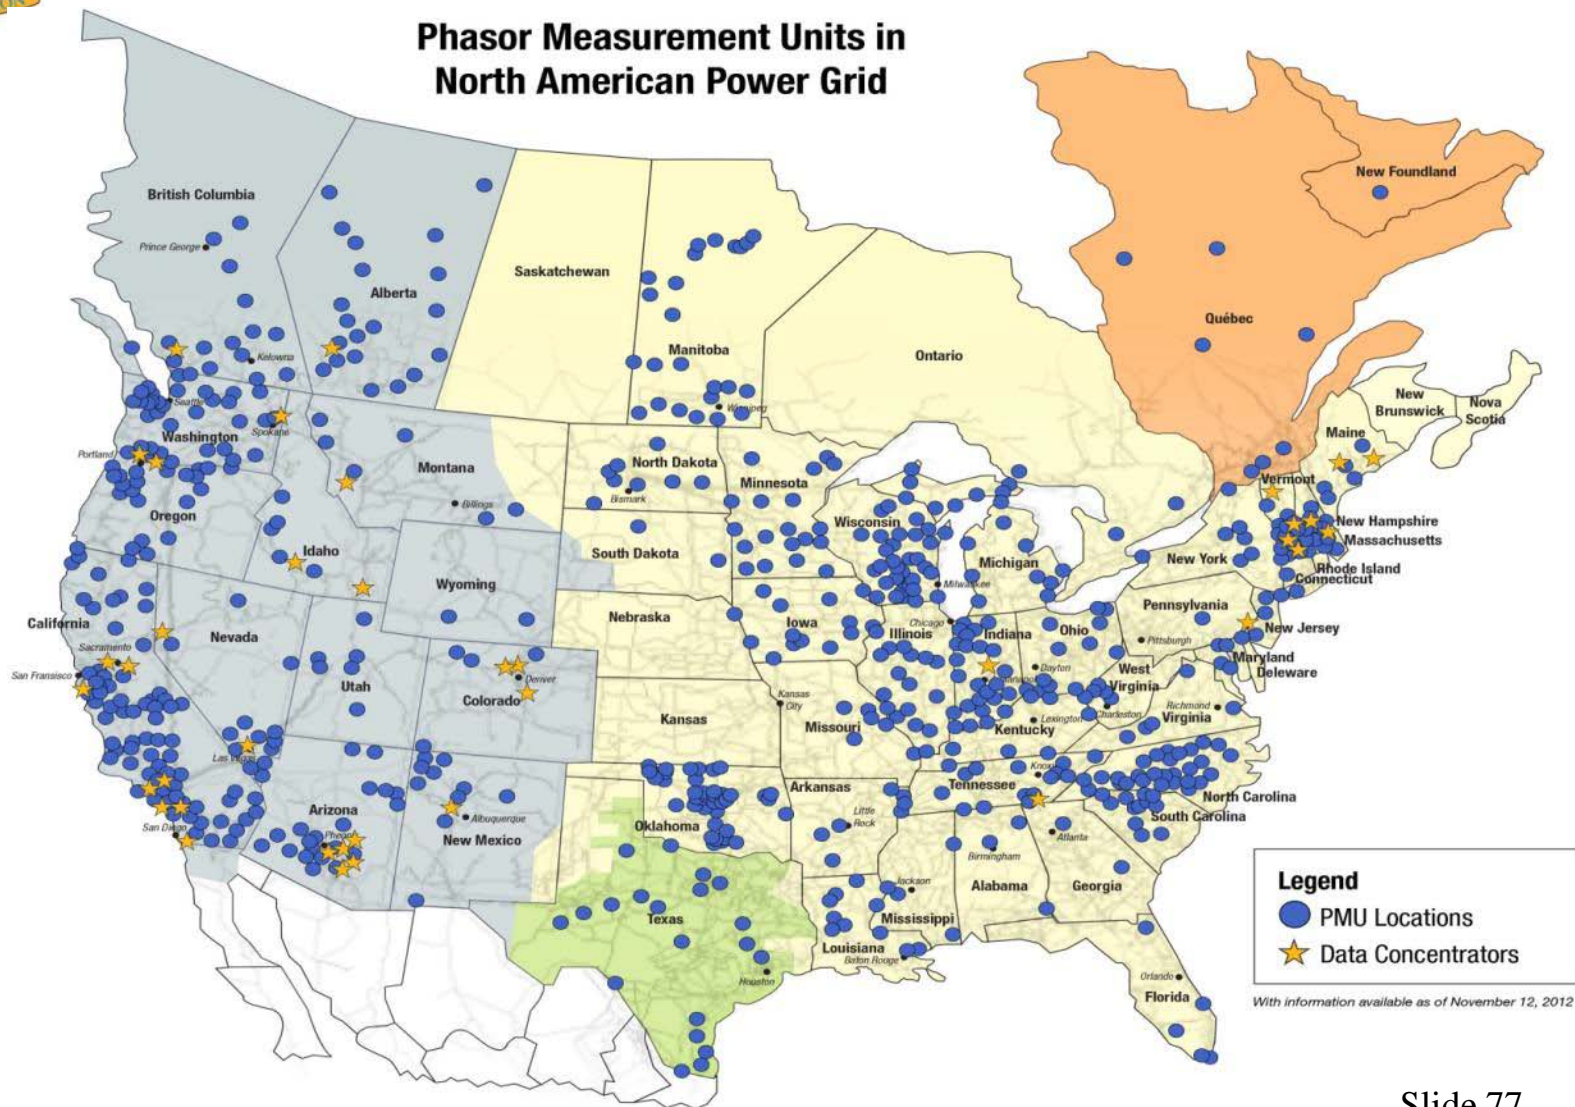 Phasor Measurement Units in
North American Power Grid
British Columbia
Prince George
Alberta
Saskatchewan
Manitoba
Ontario
Québec
New Foundland
Kelowna
Winnipeg
Seattle
Washington
Spokane
Portland
Montana
Billings
North Dakota
Bismark
Minnesota
New
Brunswick
Nova
Scotia
Maine
Vermont
Oregon
Idaho
Wyoming
South Dakota
Wisconsin
Michigan
Milwaukee
New York
New Hampshire
Massachusetts
Rhode Island
Connecticut
California
Sacramento
San Fransisco
Nevada
Utah
Colorado
Denver
Nebraska
Iowa
Chicago
Illinois
Indiana
Ohio
Dayton
Pennsylvania
Pittsburgh
New Jersey
Maryland
Deleware
West
Virginia
Charleston
Richmond
Virginia
Kansas
Kansas
City
Missouri
Lexington
Kentucky
Las Vegas
Arizona
Albuquerque
New Mexico
San Diego
Oklahoma
Arkansas
Little
Rock
Tennessee
North Carolina
South Carolina
Atlanta
Birmingham
Alabama
Georgia
Jackson
Mississippi
Texas
Houston
Louisiana
Baton Rouge
Orlando
Florida
Legend
PMU Locations
Data Concentrators
With information available as of November 12, 2012
Slide 77